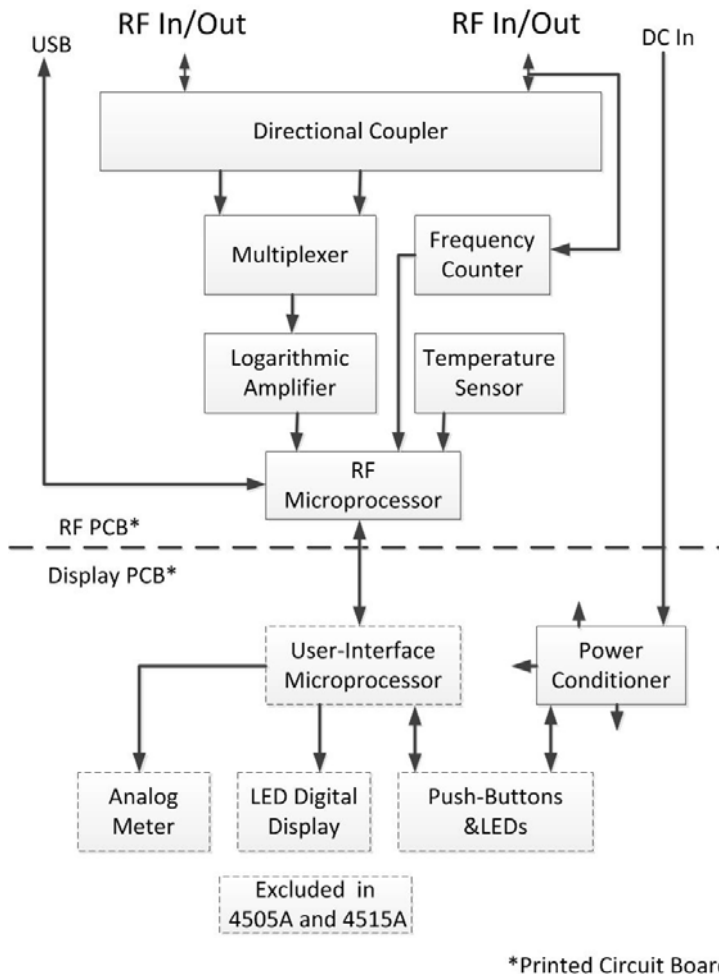 RF In/Out
RF In/Out
USB
DC In
Directional Coupler
Multiplexer
Frequency
Counter
Logarithmic
Amplifier
Temperature
Sensor
RF
Microprocessor
RF PCB*
Display PCB*
User-Interface
Microprocessor
Power
Conditioner
Analog
Meter
LED Digital
Display
Push-Buttons
&LEDs
Excluded in
4505A and 4515A
*Printed Circuit Board